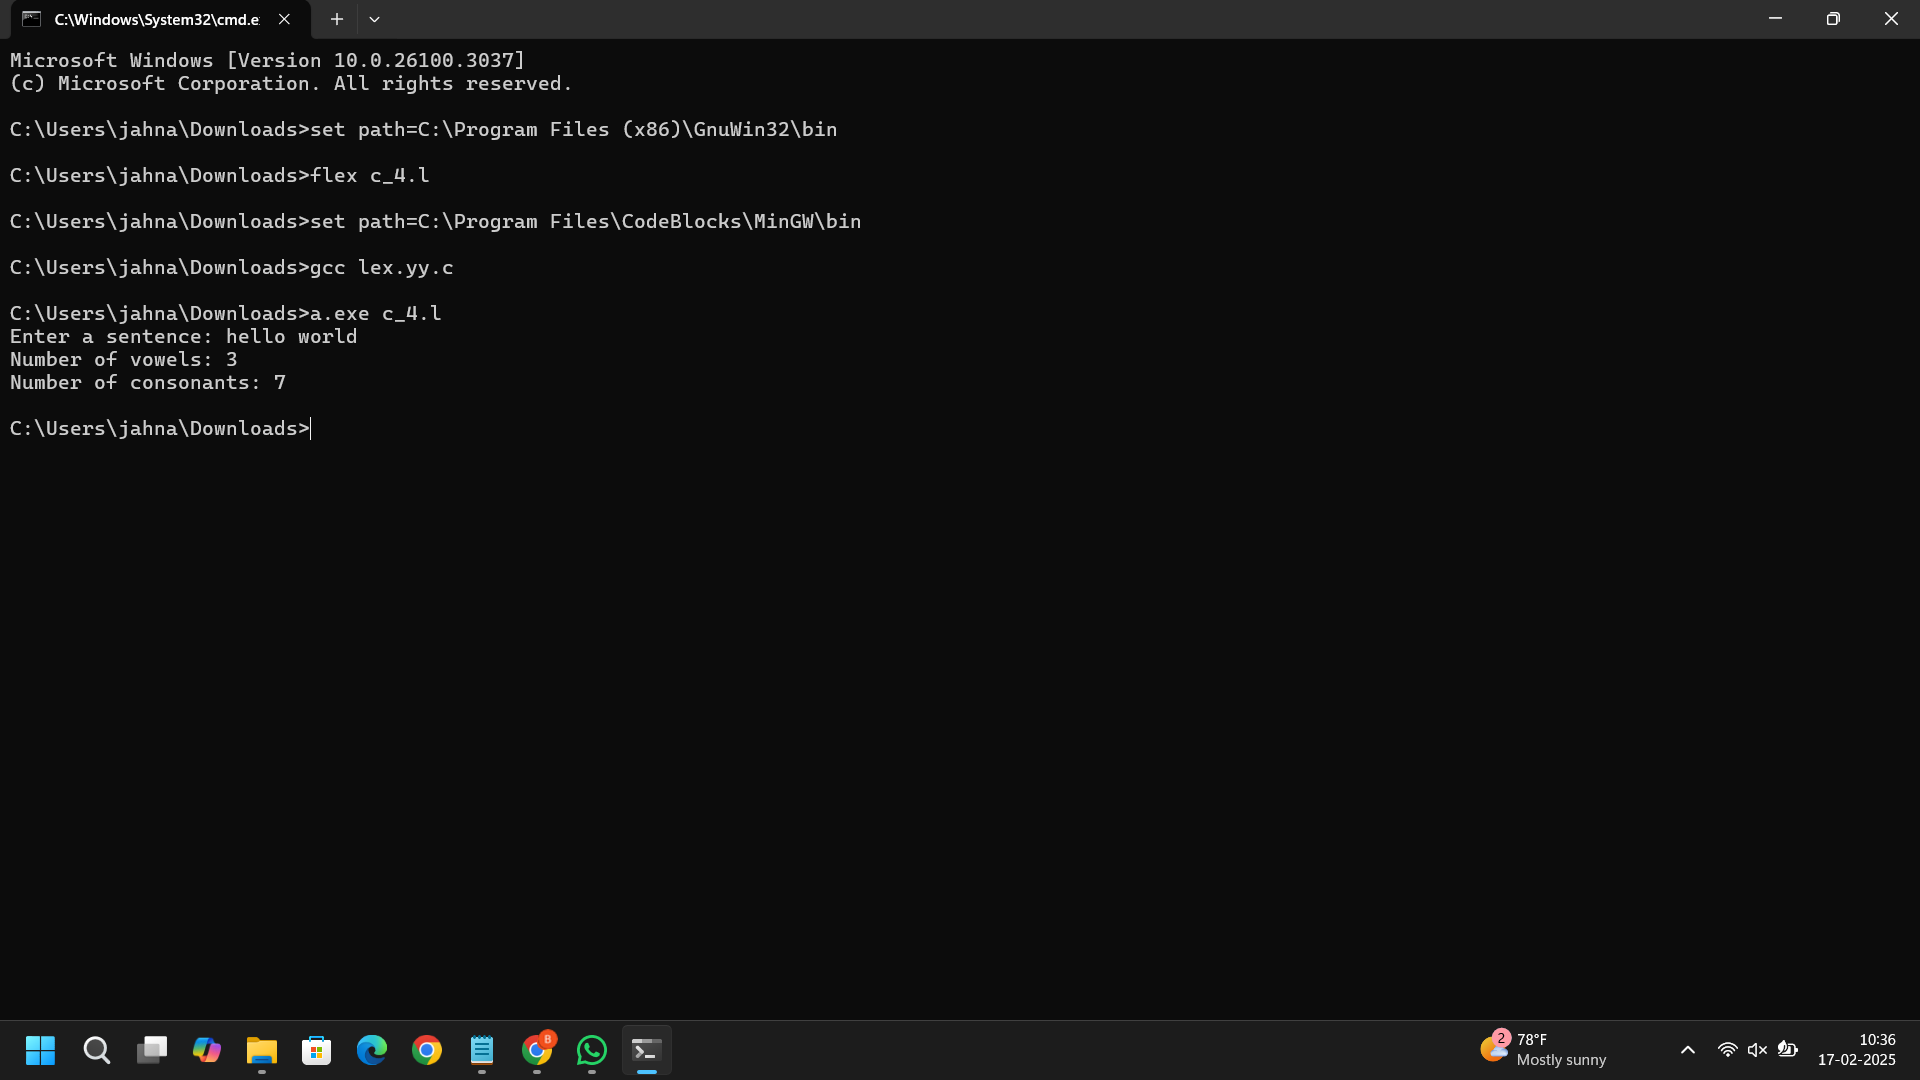 C:\Windows\System32\cmd.e
Microsoft Windows [Version 10.0.26100.3037]
(c) Microsoft Corporation. All rights reserved.
C:\Users\jahna\Downloads>set path=C:\Program Files (x86)\GnuWin32\bin
C:\Users\jahna\Downloads>flex c_4.l
C:\Users\jahna\Downloads>set path=C:\Program Files\CodeBlocks\MinGW\bin
C:\Users\jahna\Downloads>gcc lex.yy.c
C:\Users\jahna\Downloads>a.exe c_4.l
Enter a sentence: hello world
Number of vowels: 3
Number of consonants: 7
C:\Users\jahna\Downloads>
B
2
78°F
Mostly sunny
10:36
17-02-2025